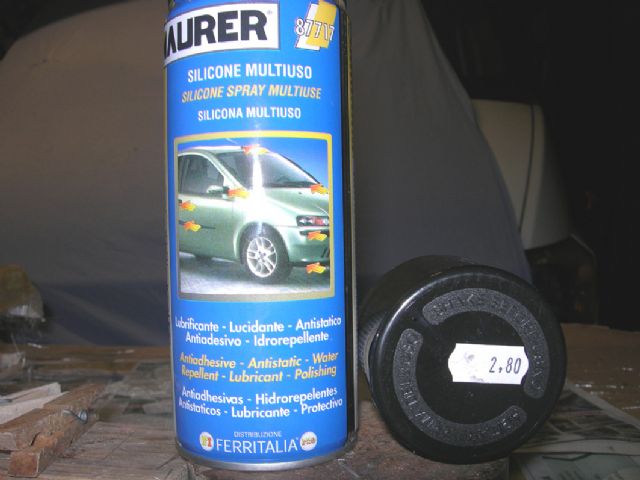 AURER
87717
SILICONE MULTIUSO
SILICONE SPRAY MULTIUSE
SILICONA MULTIUSO
Lubrificante - Lucidante - Antistatico
Antiadesivo - Idrorepellente
Antiadhesive - Antistatic - Water
Repellent - Lubricant - Polishing
Antiadhesivas - Hidrorepelentes
Antistaticos - Lubricante - Protectivo
DISTRIBUZIONE
FERRITALIA
2,80